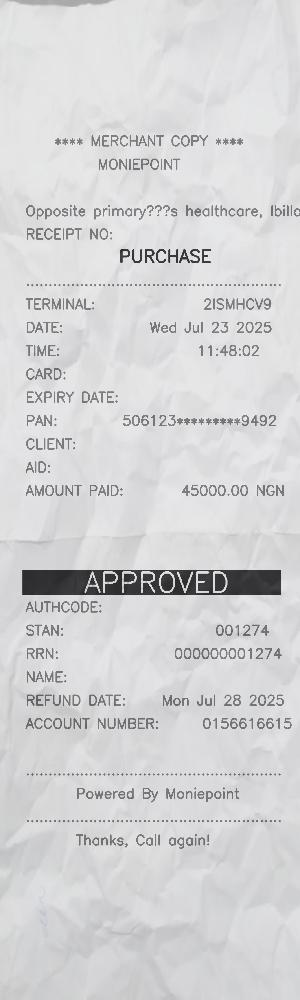 **** MERCHANT COPY ****
MONIEPOINT
Opposite primary???s healthcare, Ibillo
RECEIPT NO:
PURCHASE
TERMINAL: 2ISMHCV9
DATE: Wed Jul 23 2025
TIME: 11:48:02
CARD:
EXPIRY DATE:
PAN: 506123*********9492
CLIENT:
AID:
AMOUNT PAID: 45000.00 NGN
APPROVED
AUTHCODE:
STAN: 001274
RRN: 000000001274
NAME:
REFUND DATE: Mon Jul 28 2025
ACCOUNT NUMBER: 0156616615
Powered By Moniepoint
Thanks, Call again!